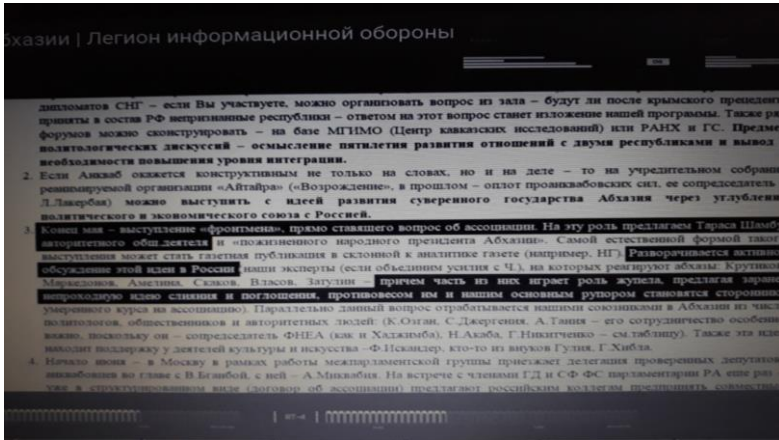 бхазии | Легион информационной обороны
дипломатов СНГ – если Вы участвуете, можно организовать вопрос из зала – будут ли после крымского прецедент
приняты в состав РФ непризнанные республики – ответом на этот вопрос станет изложение нашей программы. Также ря
форумов можно сконструировать – на базе МГИМО (Центр кавказских исследований) или РАНХ и ГС. Предме
политологических дискуссий – осмысление пятилетия развития отношений с двумя республиками и вывод
необходимости повышения уровня интеграции.
2. Если Анкваб окажется конструктивным не только на словах, но и на деле – то на учредительном собрани
реанимируемой организации «Айтайра» («Возрождение», в прошлом – оплот проанквабовских сил, ее сопредседатель
Л.Лакербая) можно выступить с идеей развития суверенного государства Абхазия через углублени
политического и экономического союза с Россией.
3. Конец мая – выступление «фронтмена», прямо ставящего вопрос об ассоциации. На эту роль предлагаем Тараса Шамб
авторитетного общ.деятеля и «пожизненного народного президента Абхазии». Самой естественной формой тако
выступления может стать газетная публикация в склонной к аналитике газете (например, НГ). Разворачивается активно
обсуждение этой идеи в России: наши эксперты (если объединим усилия с Ч.), на которых реагируют абхазы: Крутико
Маркедонов, Амелина, Скаков, Власов, Затулин – причем часть из них играет роль жупела, предлагая заран
непроходную идею слияния и поглощения, противовесом им и нашим основным рупором становятся сторонни
умеренного курса на ассоциацию). Параллельно данный вопрос отрабатывается нашими союзниками в Абхазии из числ
политологов, общественников и авторитетных людей: (К.Озган, С.Джергения, А.Тания – его сотрудничество особенн
важно, поскольку он – сопредседатель ФНЕА (как и Хаджимба), Н.Акаба, Г.Никитченко – см.таблицу). Также эта иде
находит поддержку у деятелей культуры и искусства – Ф.Искандер, кто-то из внуков Гулия, Г.Хибла.
4. Начало июня – в Москву в рамках работы межпарламентской группы приезжает делегация проверенных депутатов
анквабовцев во главе с В.Бганбой, с ней – А.Миквабия. На встрече с членами ГД и СФ ФС парламентарии РА еще раз
уже в структурированном виде (договор об ассоциации) предлагают российским коллегам предпринять совместны